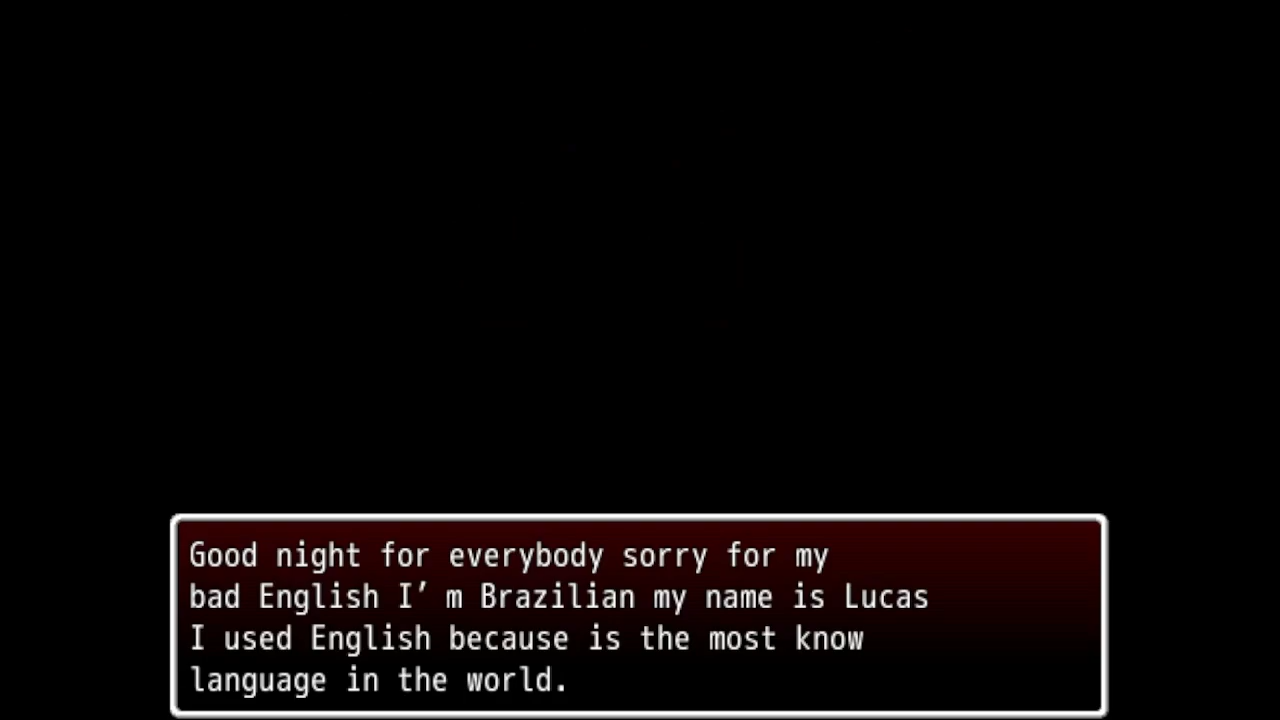 Good night for everybody sorry for my
bad English I’ m Brazilian my name is Lucas
I used English because is the most know
language in the world.